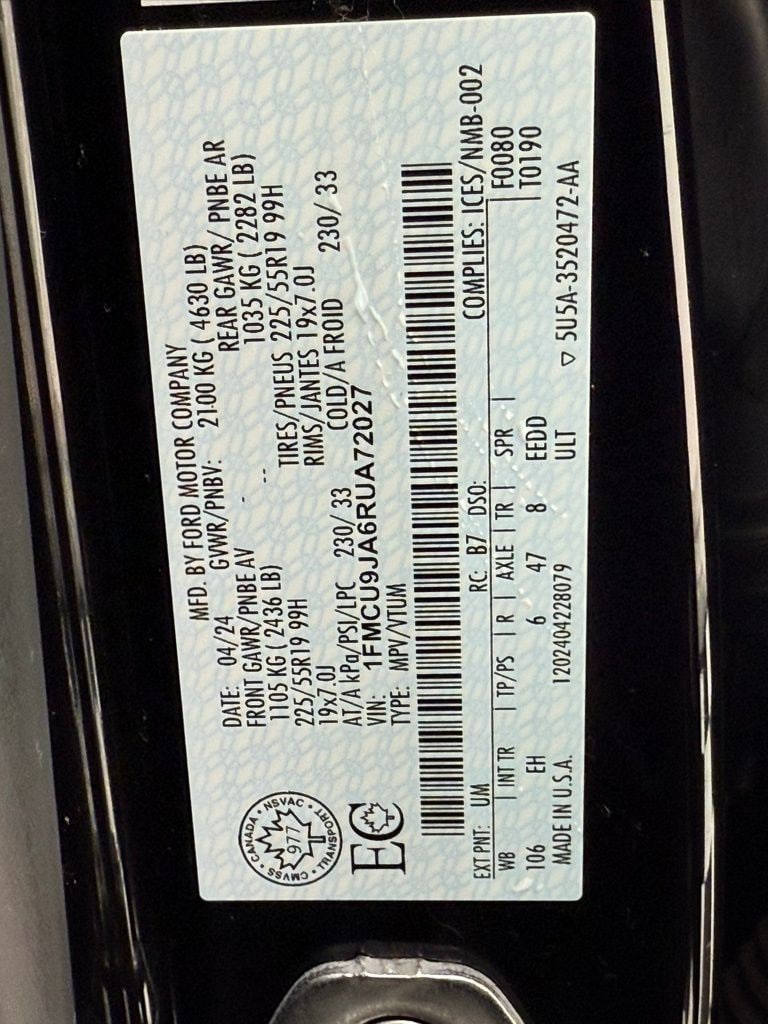 MFD. BY FORD MOTOR COMPANY
DATE: 04/24 GVWR/PNBV: 2100 KG ( 4630 LB)
FRONT GAWR/PNBE AV - REAR GAWR/ PNBE AR
1105 KG ( 2436 LB) -- 1035 KG ( 2282 LB)
225/55R19 99H TIRES/PNEUS 225/55R19 99H
19x7.0J RIMS/JANTES 19x7.0J
AT/A kPa/PSI/LPC 230/ 33 COLD/A FROID 230/ 33
VIN: 1FMCU9JA6RUA72027
TYPE: MPV/VTUM
CMVSS • CANADA • NSVAC • TRANSPORT •
977
EC
COMPLIES: ICES/NMB-002
EXT PNT: UM RC: B7 DSO: F0080
WB | INT TR | TP/PS | R | AXLE | TR | SPR | T0190
106 EH 6 47 8 EEDD
ULT
MADE IN U.S.A. 1202404228079 ▽ 5U5A-3520472-AA